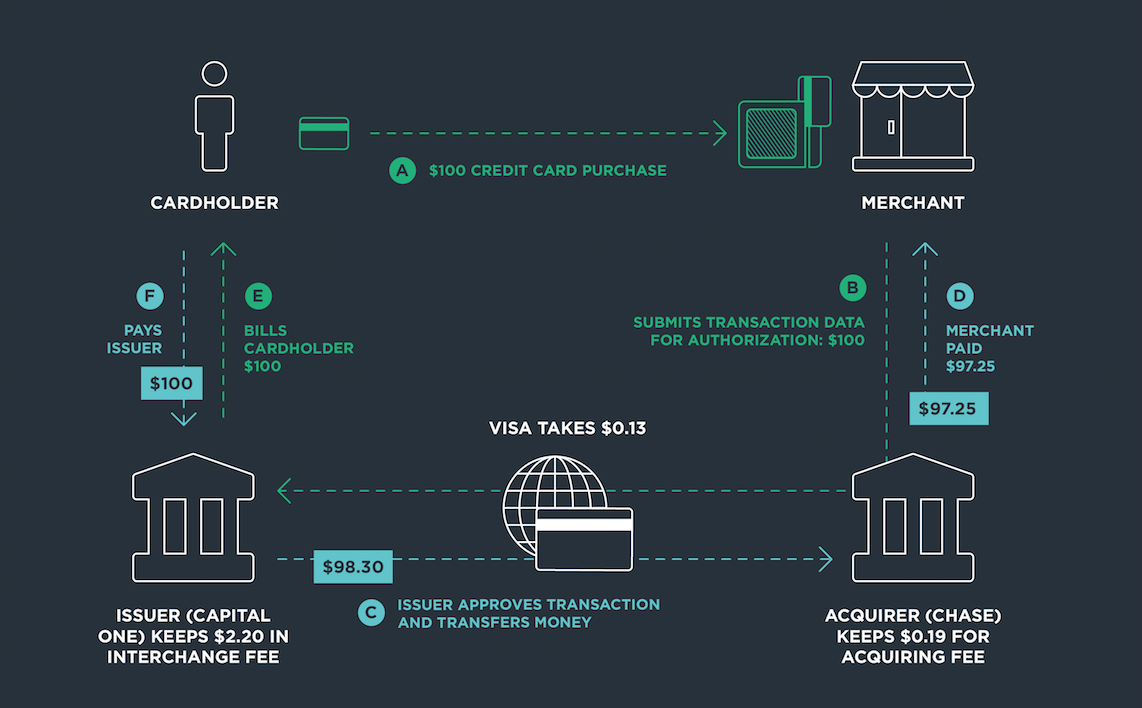 A $100 CREDIT CARD PURCHASE
CARDHOLDER
MERCHANT
F
PAYS
ISSUER
$100
E
BILLS
CARDHOLDER
$100
B
SUBMITS TRANSACTION DATA
FOR AUTHORIZATION: $100
D
MERCHANT
PAID
$97.25
$97.25
VISA TAKES $0.13
$98.30
C ISSUER APPROVES TRANSACTION
AND TRANSFERS MONEY
ISSUER (CAPITAL
ONE) KEEPS $2.20 IN
INTERCHANGE FEE
ACQUIRER (CHASE)
KEEPS $0.19 FOR
ACQUIRING FEE